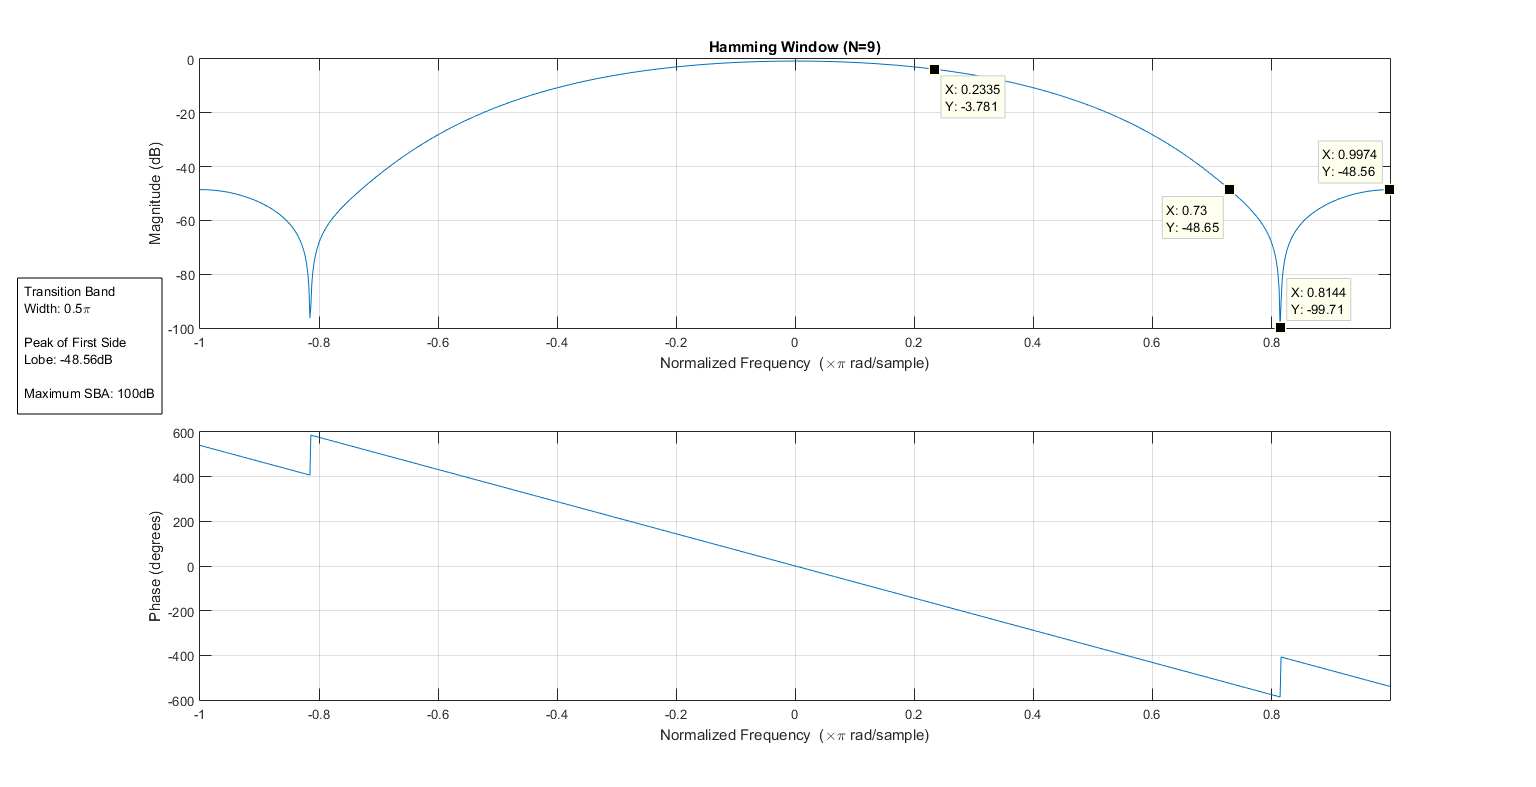 Hamming Window (N=9)
0
-20
-40
-60
-80
-100
Magnitude (dB)
X: 0.2335
Y: -3.781
X: 0.9974
Y: -48.56
X: 0.73
Y: -48.65
X: 0.8144
Y: -99.71
-1
-0.8
-0.6
-0.4
-0.2
0
0.2
0.4
0.6
0.8
Normalized Frequency (×π rad/sample)
Transition Band
Width: 0.5π
Peak of First Side
Lobe: -48.56dB
Maximum SBA: 100dB
600
400
200
0
-200
-400
-600
Phase (degrees)
-1
-0.8
-0.6
-0.4
-0.2
0
0.2
0.4
0.6
0.8
Normalized Frequency (×π rad/sample)